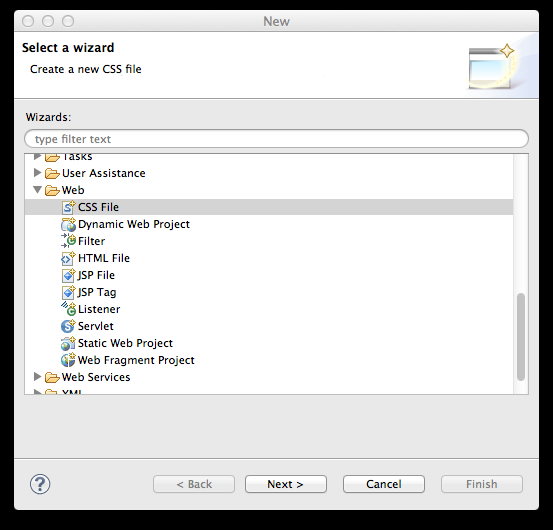 New
Select a wizard
Create a new CSS file
Wizards:
type filter text
Tasks
User Assistance
Web
CSS File
Dynamic Web Project
Filter
HTML File
JSP File
JSP Tag
Listener
Servlet
Static Web Project
Web Fragment Project
Web Services
XML
?
< Back
Next >
Cancel
Finish